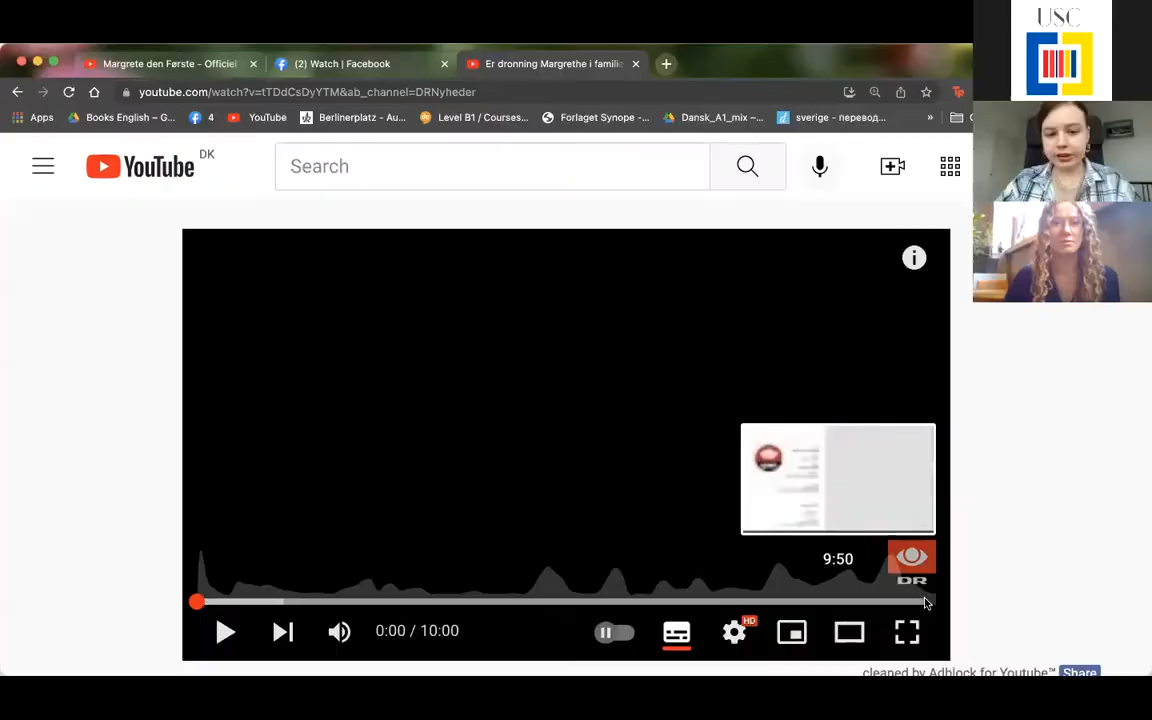 USC
Margrete den Første - Officiel
(2) Watch | Facebook
Er dronning Margrethe i familie
youtube.com/watch?v=tTDdCsDyYTM&ab_channel=DRNyheder
Apps
Books English – G...
4
YouTube
Berlinerplatz - Au...
Level B1 / Courses...
Forlaget Synope -...
Dansk_A1_mix –...
sverige - перевод...
»
YouTube DK
Search
i
9:50
DR
0:00 / 10:00
HD
cleaned by Adblock for Youtube™ Share